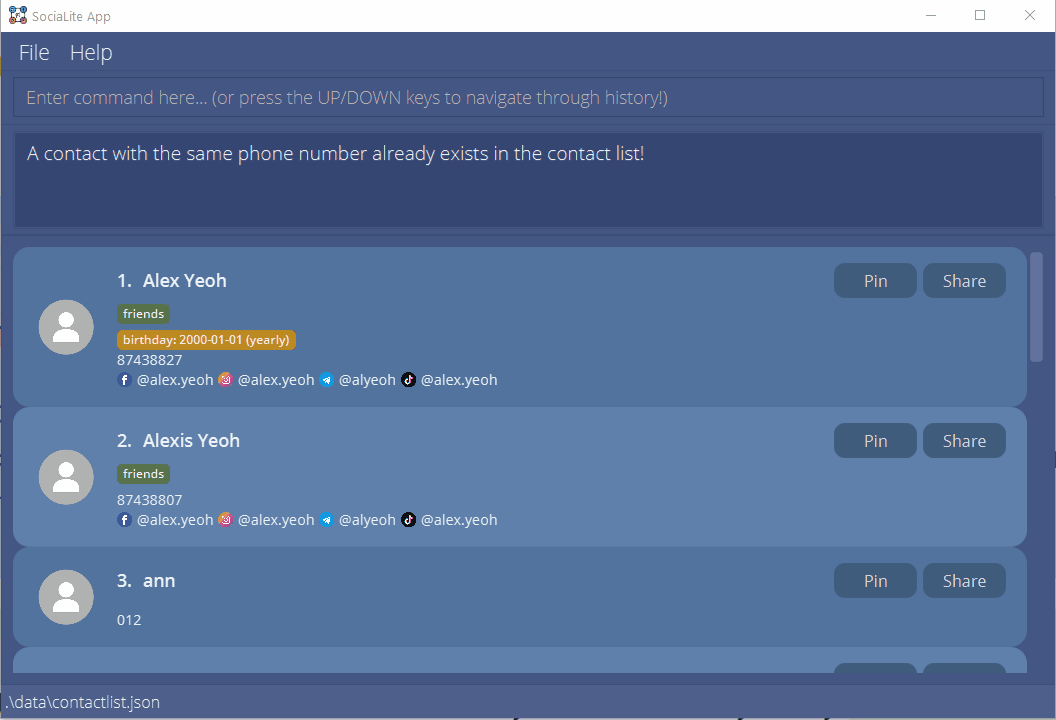 SociaLite App
File Help
Enter command here... (or press the UP/DOWN keys to navigate through history!)
A contact with the same phone number already exists in the contact list!
1. Alex Yeoh Pin Share
friends
birthday: 2000-01-01 (yearly)
87438827
@alex.yeoh @alex.yeoh @alyeoh @alex.yeoh
2. Alexis Yeoh Pin Share
friends
87438807
@alex.yeoh @alex.yeoh @alyeoh @alex.yeoh
3. ann Pin Share
012
.\data\contactlist.json